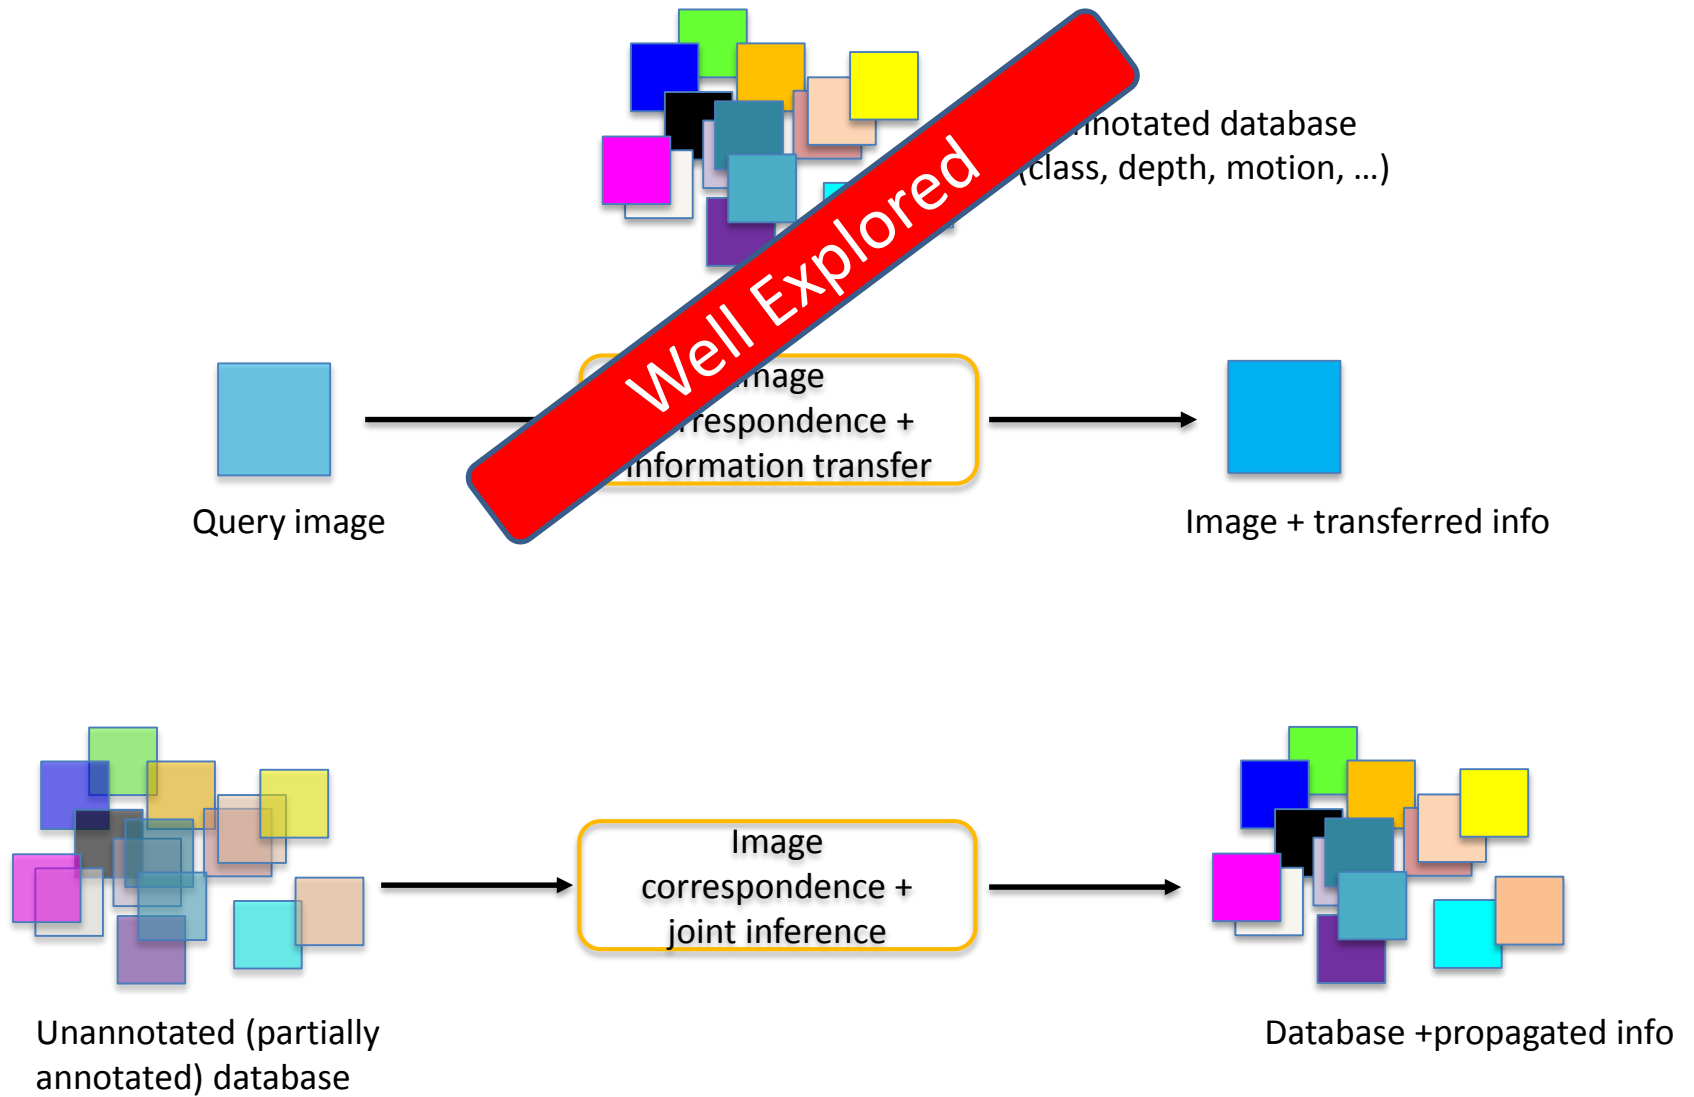 nnotated database
(class, depth, motion, …)
Well Explored
mage
rrespondence +
information transfer
Query image
Image + transferred info
Image
correspondence +
joint inference
Unannotated (partially
annotated) database
Database +propagated info